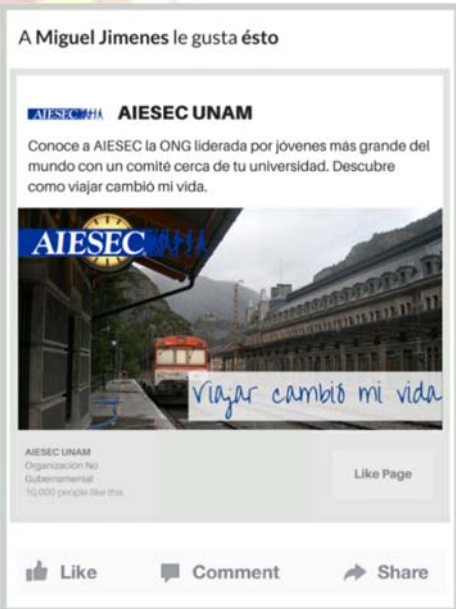 A Miguel Jimenes le gusta ésto
AIESEC AIESEC UNAM
Conoce a AIESEC la ONG liderada por jóvenes más grande del
mundo con un comité cerca de tu universidad. Descubre
como viajar cambió mi vida.
AIESEC
Viajar cambió mi vida
AIESEC UNAM
Organización No
Gubernamental
10,000 people like this
Like Page
Like Comment Share